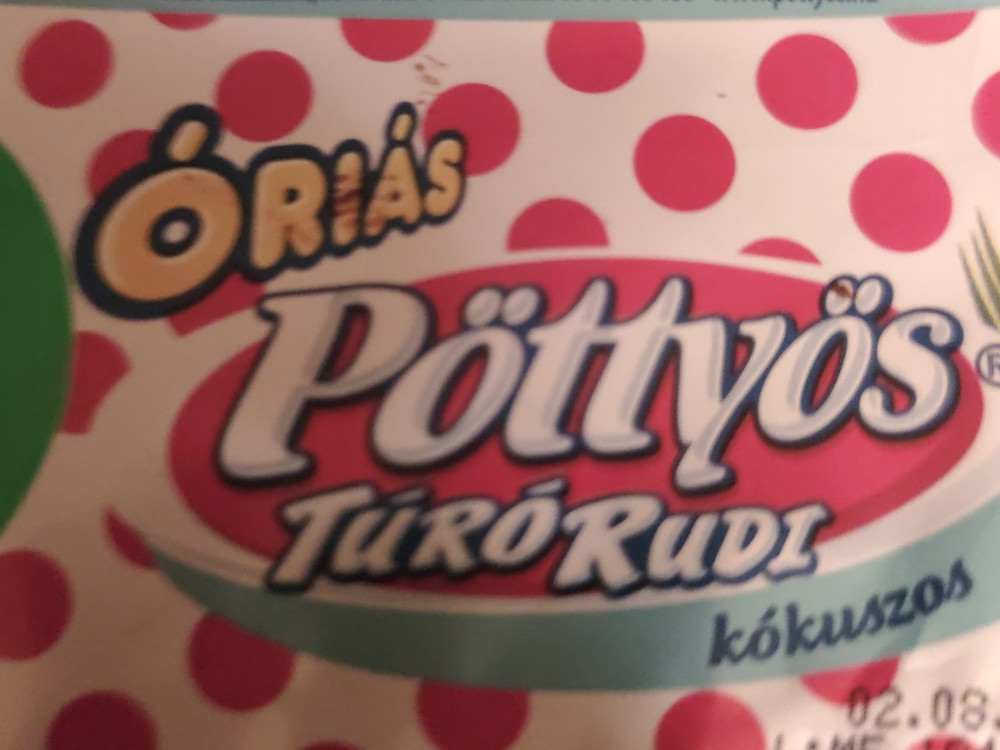 ÓRIÁS
Pöttyös
®
TÚRÓ RUDI
kókuszos
02.08.